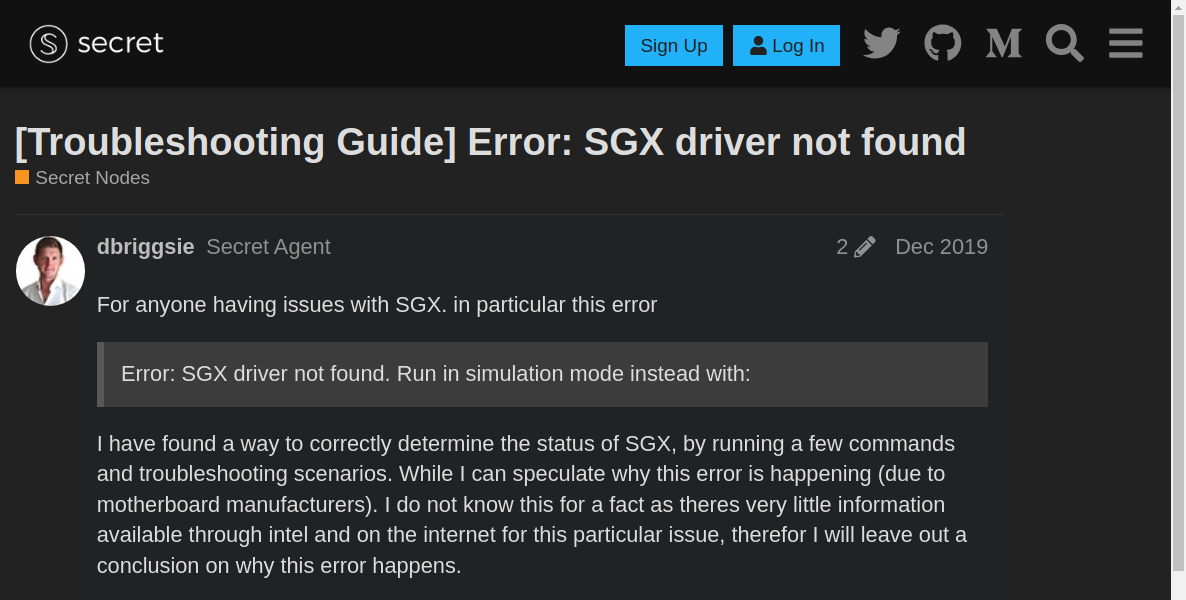 secret
Sign Up
Log In
[Troubleshooting Guide] Error: SGX driver not found
Secret Nodes
dbriggsie Secret Agent 2 Dec 2019
For anyone having issues with SGX. in particular this error
Error: SGX driver not found. Run in simulation mode instead with:
I have found a way to correctly determine the status of SGX, by running a few commands
and troubleshooting scenarios. While I can speculate why this error is happening (due to
motherboard manufacturers). I do not know this for a fact as theres very little information
available through intel and on the internet for this particular issue, therefor I will leave out a
conclusion on why this error happens.